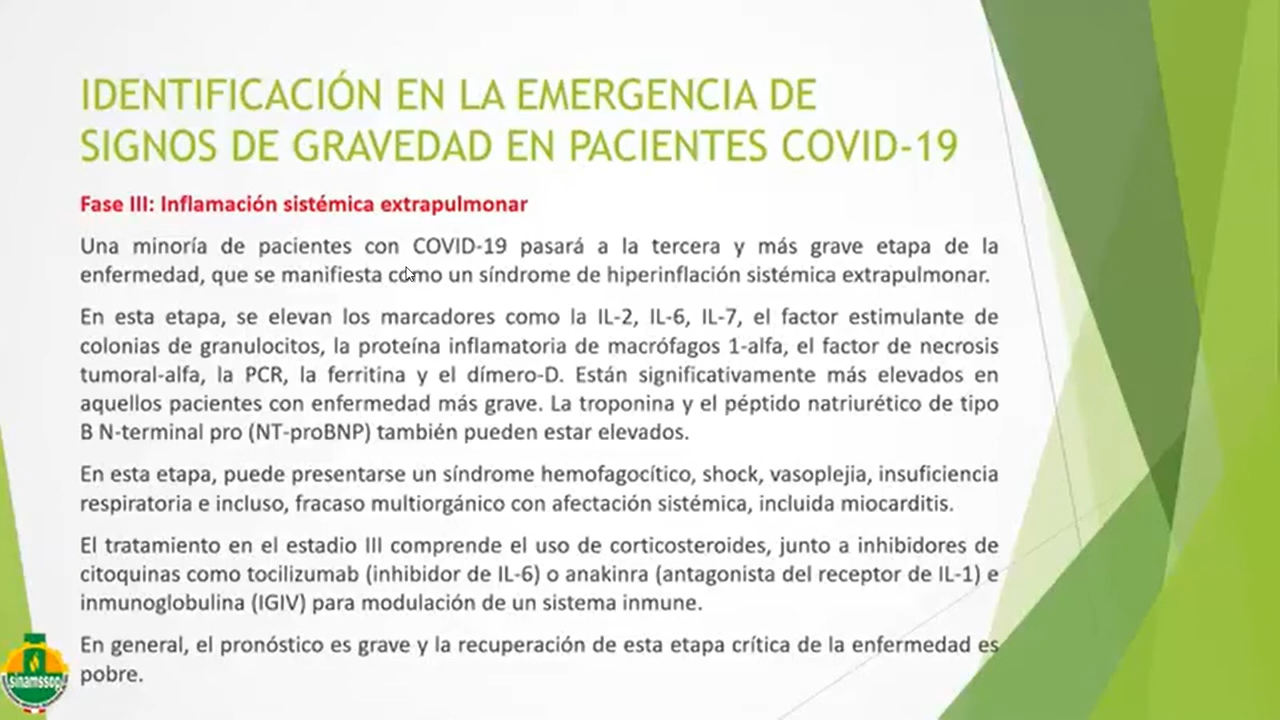 IDENTIFICACIÓN EN LA EMERGENCIA DE
SIGNOS DE GRAVEDAD EN PACIENTES COVID-19
Fase III: Inflamación sistémica extrapulmonar
Una minoría de pacientes con COVID-19 pasará a la tercera y más grave etapa de la
enfermedad, que se manifiesta como un síndrome de hiperinflación sistémica extrapulmonar.
En esta etapa, se elevan los marcadores como la IL-2, IL-6, IL-7, el factor estimulante de
colonias de granulocitos, la proteína inflamatoria de macrófagos 1-alfa, el factor de necrosis
tumoral-alfa, la PCR, la ferritina y el dímero-D. Están significativamente más elevados en
aquellos pacientes con enfermedad más grave. La troponina y el péptido natriurético de tipo
B N-terminal pro (NT-proBNP) también pueden estar elevados.
En esta etapa, puede presentarse un síndrome hemofagocítico, shock, vasoplejia, insuficiencia
respiratoria e incluso, fracaso multiorgánico con afectación sistémica, incluida miocarditis.
El tratamiento en el estadio III comprende el uso de corticosteroides, junto a inhibidores de
citoquinas como tocilizumab (inhibidor de IL-6) o anakinra (antagonista del receptor de IL-1) e
inmunoglobulina (IGIV) para modulación de un sistema inmune.
En general, el pronóstico es grave y la recuperación de esta etapa crítica de la enfermedad es
pobre.
sinamssop